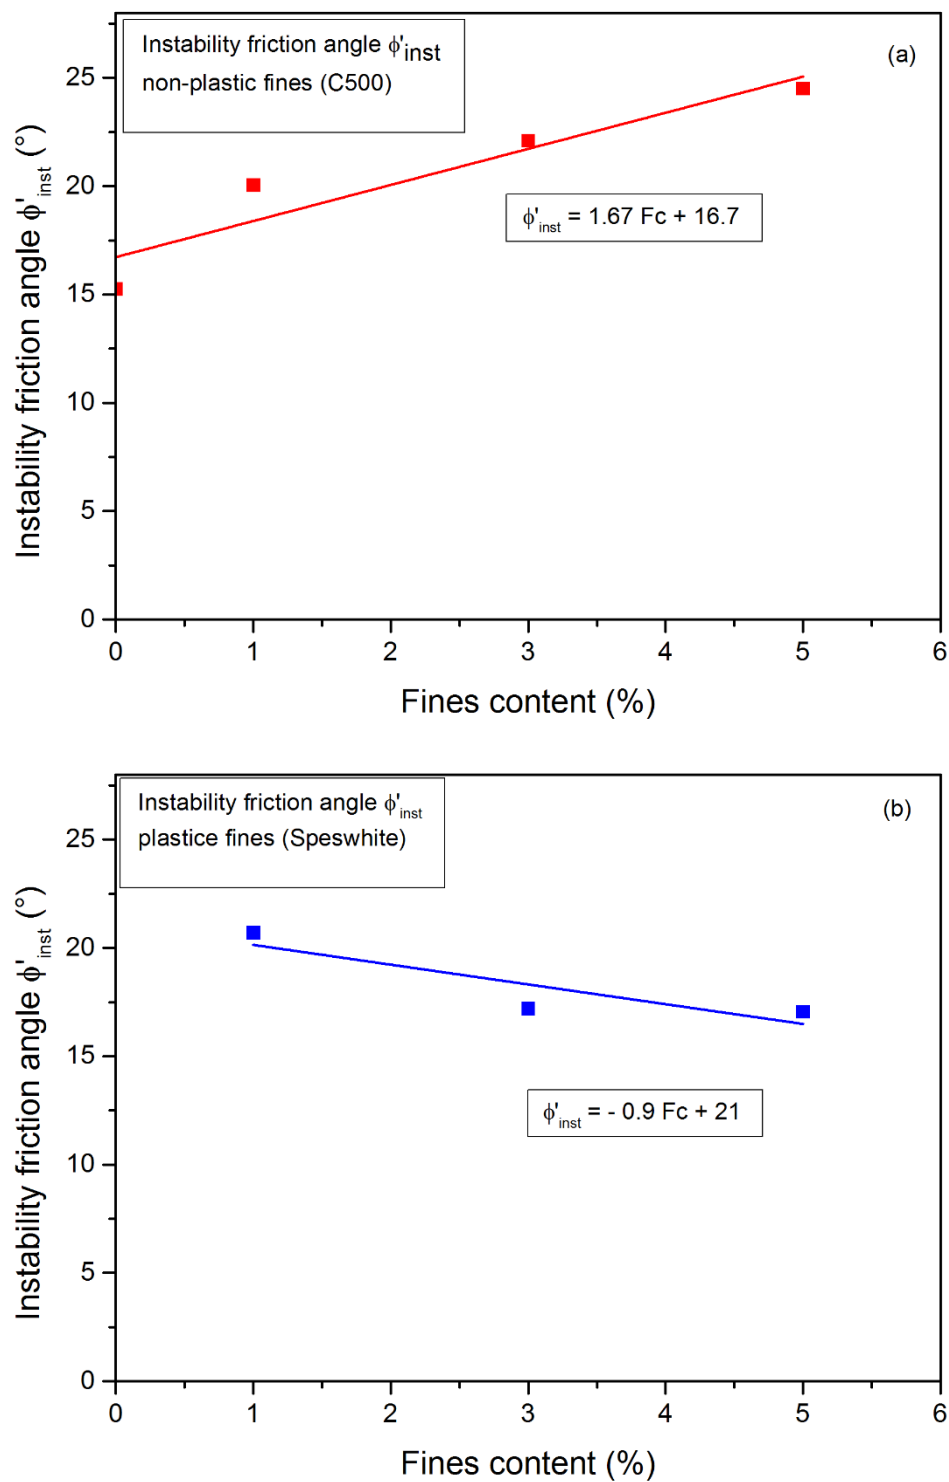 Instability friction angle ϕ'inst
non-plastic fines (C500)
(a)
25
20
15
10
5
0
Instability friction angle ϕ'inst (°)
ϕ'inst = 1.67 Fc + 16.7
0 1 2 3 4 5 6
Fines content (%)
Instability friction angle ϕ'inst
plastice fines (Speswhite)
(b)
25
20
15
10
5
0
Instability friction angle ϕ'inst (°)
ϕ'inst = - 0.9 Fc + 21
0 1 2 3 4 5 6
Fines content (%)